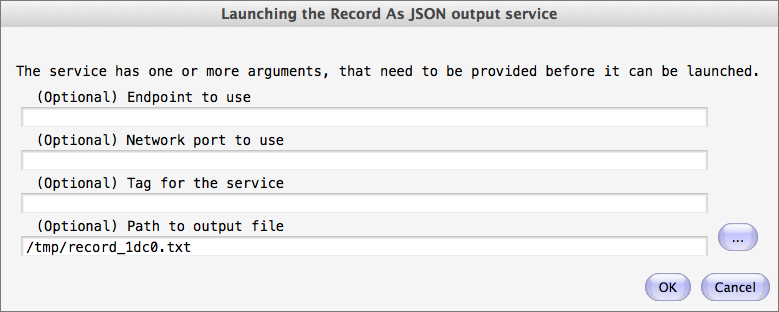 Launching the Record As JSON output service
The service has one or more arguments, that need to be provided before it can be launched.
(Optional) Endpoint to use
(Optional) Network port to use
(Optional) Tag for the service
(Optional) Path to output file
/tmp/record_1dc0.txt
...
OK Cancel